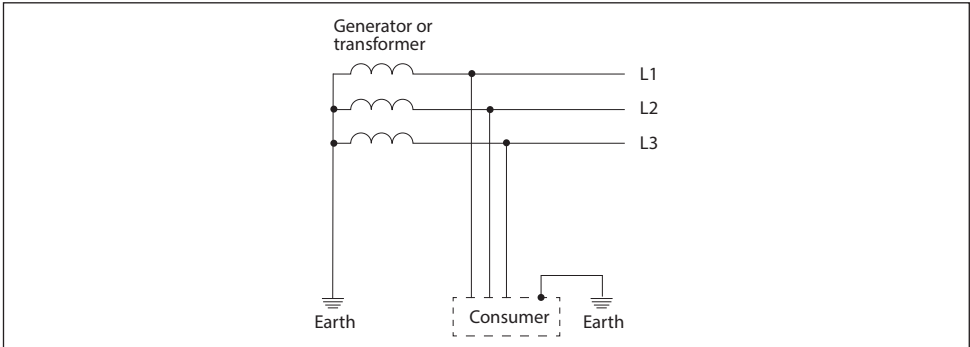 Generator or
transformer
L1
L2
L3
Earth
Consumer
Earth